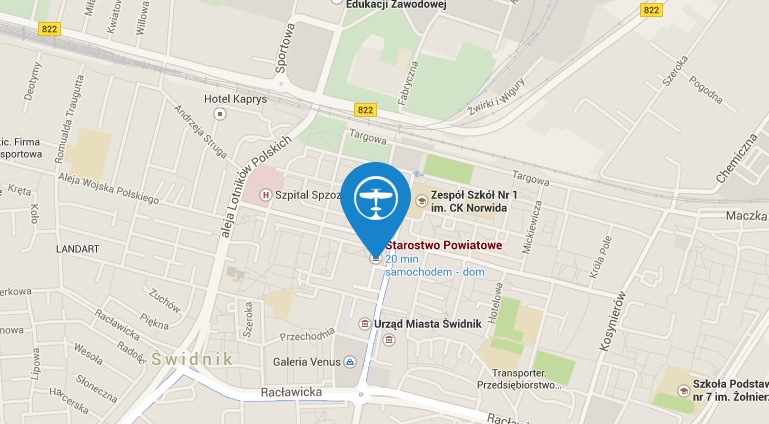 Edukacji Zawodowej
822
822
Willowa
Kwiatowa
Sportowa
Szeroka
Pogodna
Deotymy
Romualda Traugutta
Fabryczna
Żwirki i Wigury
Hotel Kaprys
822
Andrzeja Struga
Targowa
Chemiczna
tic. Firma
sportowa
aleja Lotników Polskich
Targowa
Aleja Wojska Polskiego
Kręta
Koło
H
Szpital Spzoz
Zespół Szkół Nr 1
im. CK Norwida
Mickiewicza
Maczka
LANDART
Starostwo Powiatowe
20 min
samochodem - dom
Króla Pole
erkowa
Zuchów
Racławicka
Piękna
Radość
Szeroka
Hotelowa
Kosynierów
Przechodnia
Urząd Miasta Świdnik
Wesoła
Świdnik
Galeria Venus
Lipowa
Słoneczna
Harcerska
Racławicka
Transporter.
Przedsiębiorstwo...
Szkoła Podstaw
nr 7 im. Żołnierz
Racław